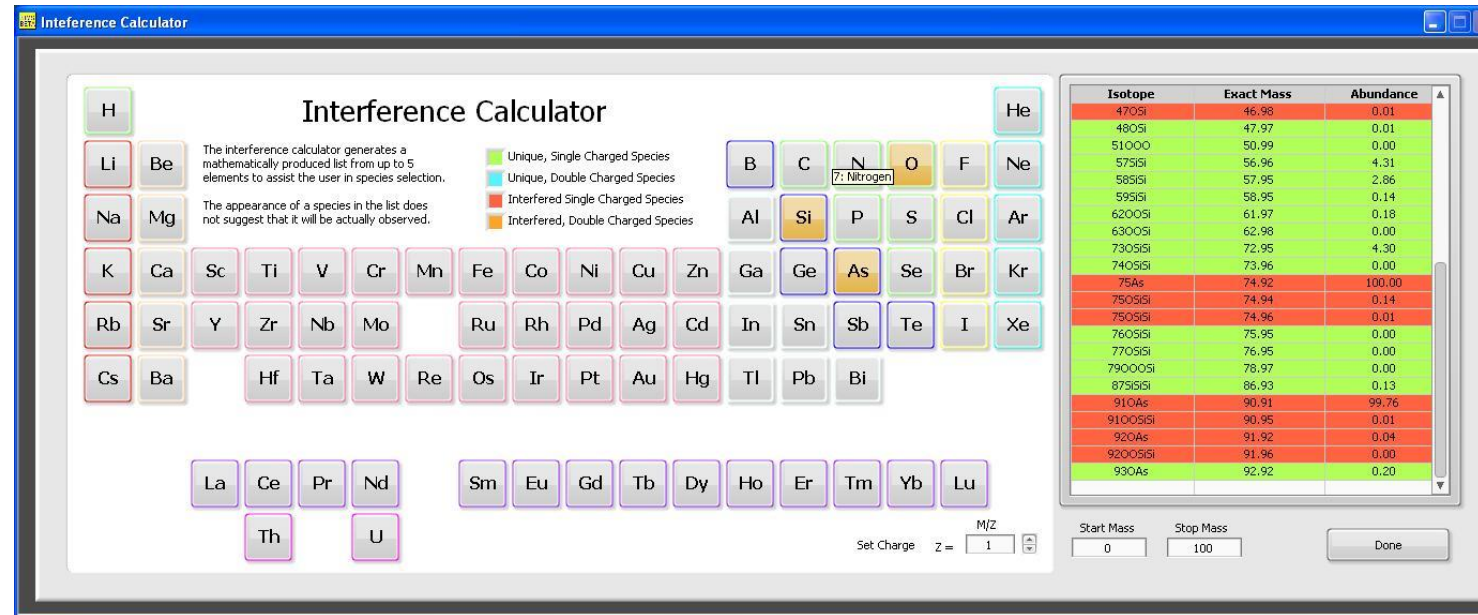 Inteference Calculator
Interference Calculator
The interference calculator generates a
mathematically produced list from up to 5
elements to assist the user in species selection.
The appearance of a species in the list does
not suggest that it will be actually observed.
Unique, Single Charged Species
Unique, Double Charged Species
Interfered Single Charged Species
Interfered, Double Charged Species
H He
Li Be B C N O F Ne
7: Nitrogen
Na Mg Al Si P S Cl Ar
K Ca Sc Ti V Cr Mn Fe Co Ni Cu Zn Ga Ge As Se Br Kr
Rb Sr Y Zr Nb Mo Ru Rh Pd Ag Cd In Sn Sb Te I Xe
Cs Ba Hf Ta W Re Os Ir Pt Au Hg Tl Pb Bi
La Ce Pr Nd Sm Eu Gd Tb Dy Ho Er Tm Yb Lu
Th U
M/Z
Set Charge Z = 1
Isotope Exact Mass Abundance
47OSi 46.98 0.01
48OSi 47.97 0.01
51OOO 50.99 0.00
57SiSi 56.96 4.31
58SiSi 57.95 2.86
59SiSi 58.95 0.14
62OOSi 61.97 0.18
63OOSi 62.98 0.00
73OSiSi 72.95 4.30
74OSiSi 73.96 0.00
75As 74.92 100.00
75OSiSi 74.94 0.14
75OSiSi 74.96 0.01
76OSiSi 75.95 0.00
77OSiSi 76.95 0.00
79OOOSi 78.97 0.00
87SiSiSi 86.93 0.13
91OAs 90.91 99.76
91OOSiSi 90.95 0.01
92OAs 91.92 0.04
92OOSiSi 91.96 0.00
93OAs 92.92 0.20
Start Mass Stop Mass
0 100
Done